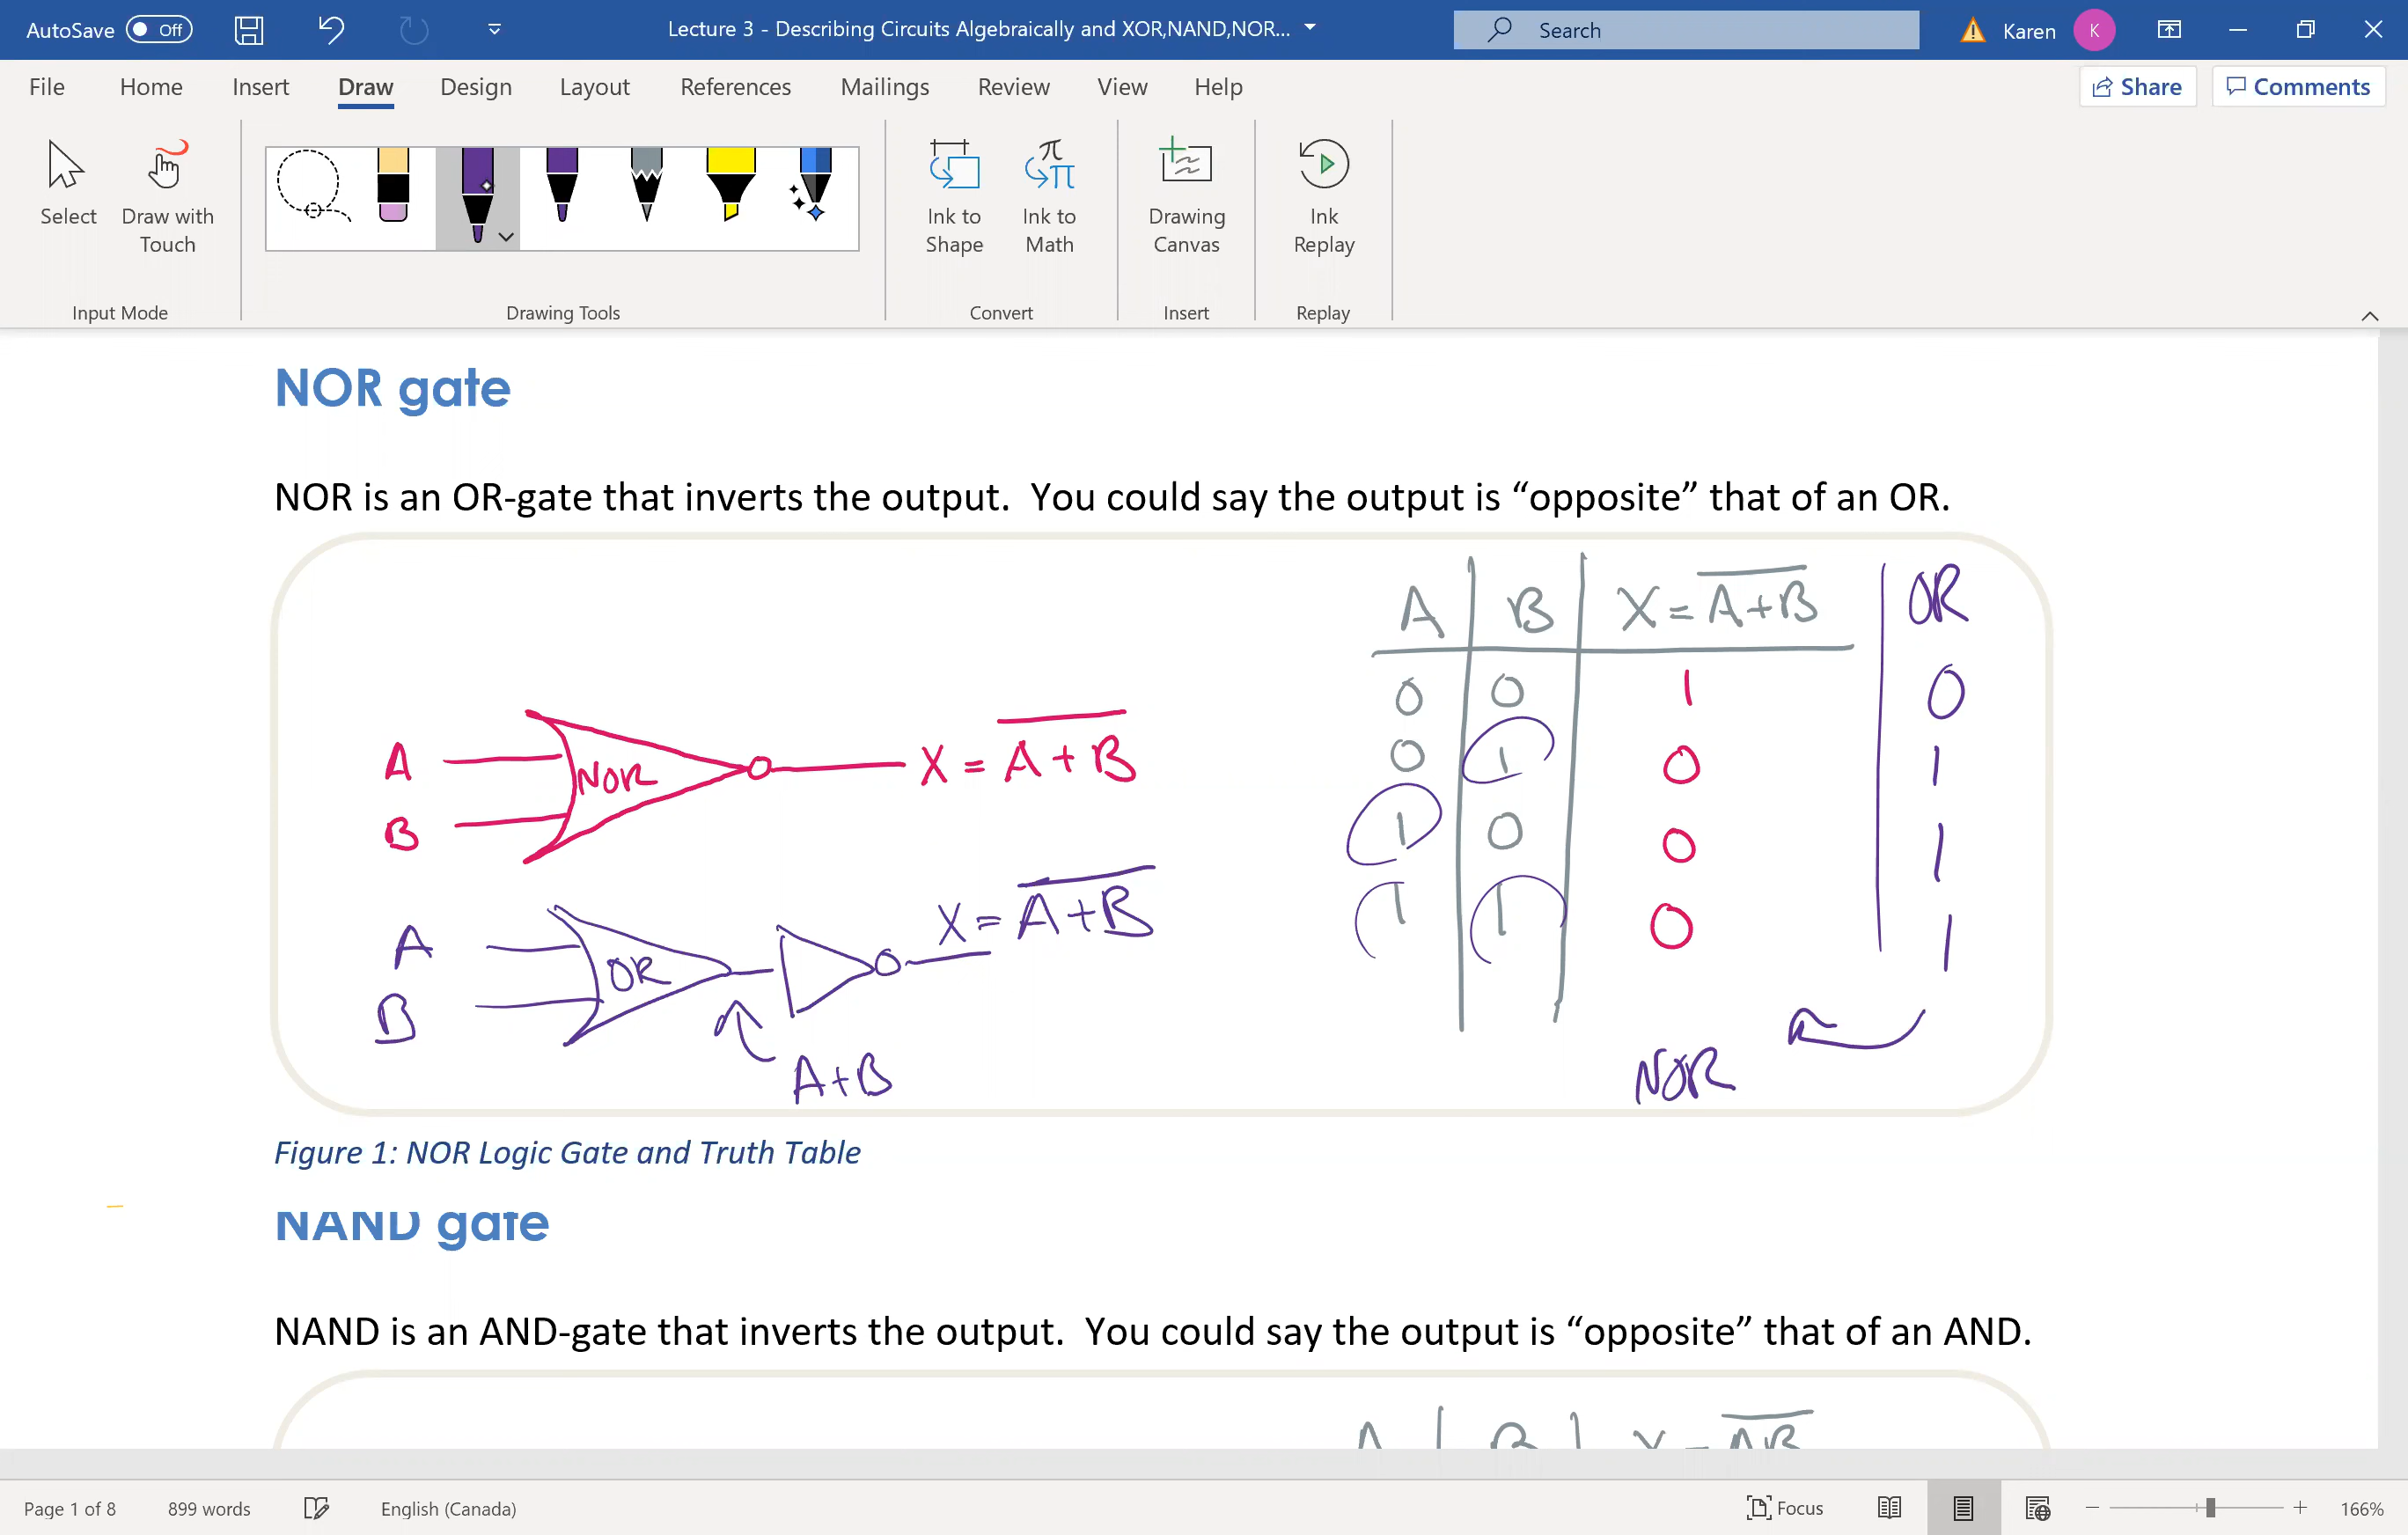 AutoSave Off Lecture 3 - Describing Circuits Algebraically and XOR,NAND,NOR... Search Karen K
File Home Insert Draw Design Layout References Mailings Review View Help Share Comments
Select Draw with Touch Ink to Shape Ink to Math Drawing Canvas Ink Replay
Input Mode Drawing Tools Convert Insert Replay
NOR gate
NOR is an OR-gate that inverts the output. You could say the output is “opposite” that of an OR.
A B X = A+B OR
0 0 1 0
0 1 0 1
1 0 0 1
1 1 0 1
NOR
A
B
NOR
X = A+B
A
B
OR
X = A+B
A+B
Figure 1: NOR Logic Gate and Truth Table
NAND gate
NAND is an AND-gate that inverts the output. You could say the output is “opposite” that of an AND.
A B X = AB
Page 1 of 8 899 words English (Canada) Focus 166%